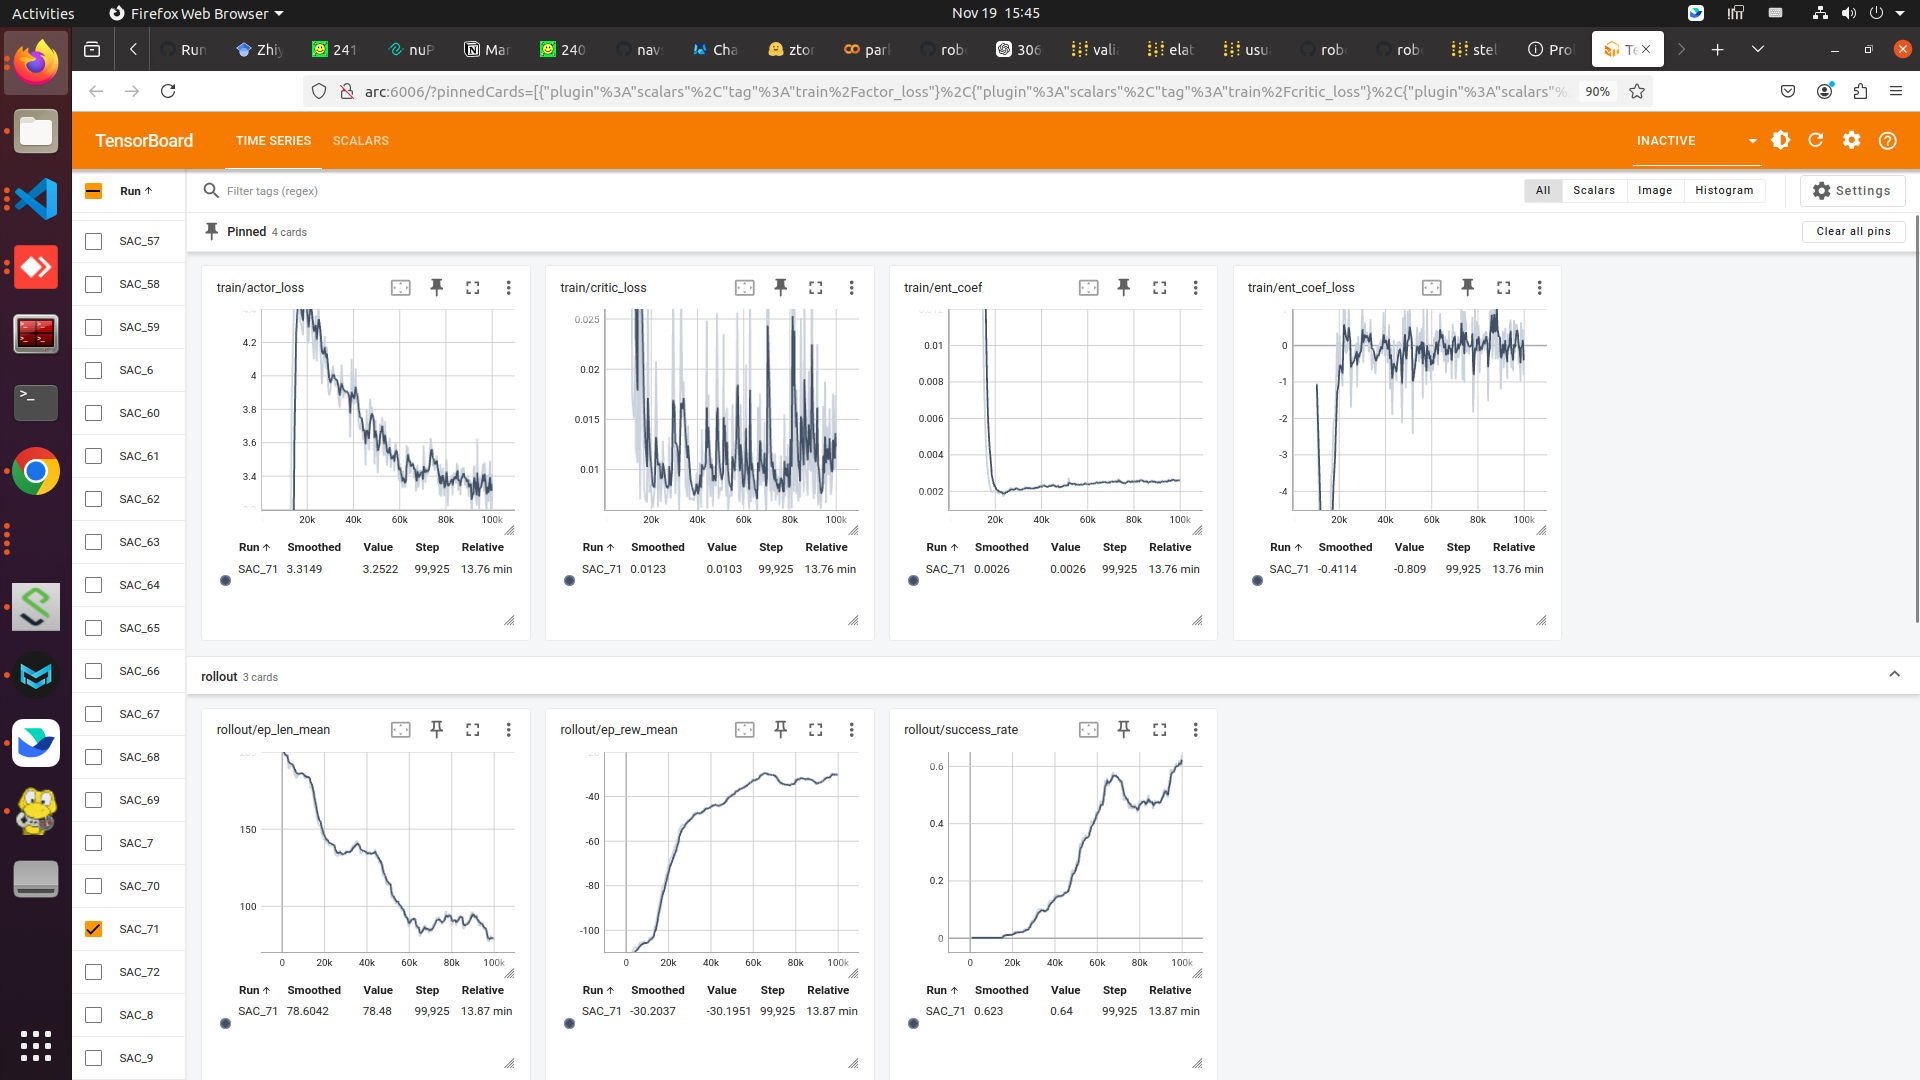 Activities Firefox Web Browser Nov 19 15:45
Run Zhiy 241 nuP Mar 240 navs Cha ztor park rob 306 vali elat usu robo rob stel Pro Te
arc:6006/?pinnedCards=[{"plugin"%3A"scalars"%2C"tag"%3A"train%2Factor_loss"}%2C{"plugin"%3A"scalars"%2C"tag"%3A"train%2Fcritic_loss"}%2C{"plugin"%3A"scalars"% 90%
TensorBoard TIME SERIES SCALARS INACTIVE
Run ↑ Filter tags (regex) All Scalars Image Histogram Settings
Pinned 4 cards Clear all pins
SAC_57
SAC_58
SAC_59
SAC_6
SAC_60
SAC_61
SAC_62
SAC_63
SAC_64
SAC_65
SAC_66
SAC_67
SAC_68
SAC_69
SAC_7
SAC_70
SAC_71
SAC_72
SAC_8
SAC_9
train/actor_loss
4.2
4
3.8
3.6
3.4
20k 40k 60k 80k 100k
Run ↑ Smoothed Value Step Relative
SAC_71 3.3149 3.2522 99,925 13.76 min
train/critic_loss
0.025
0.02
0.015
0.01
20k 40k 60k 80k 100k
Run ↑ Smoothed Value Step Relative
SAC_71 0.0123 0.0103 99,925 13.76 min
train/ent_coef
0.01
0.008
0.006
0.004
0.002
20k 40k 60k 80k 100k
Run ↑ Smoothed Value Step Relative
SAC_71 0.0026 0.0026 99,925 13.76 min
train/ent_coef_loss
0
-1
-2
-3
-4
20k 40k 60k 80k 100k
Run ↑ Smoothed Value Step Relative
SAC_71 -0.4114 -0.809 99,925 13.76 min
rollout 3 cards
rollout/ep_len_mean
150
100
0 20k 40k 60k 80k 100k
Run ↑ Smoothed Value Step Relative
SAC_71 78.6042 78.48 99,925 13.87 min
rollout/ep_rew_mean
-40
-60
-80
-100
0 20k 40k 60k 80k 100k
Run ↑ Smoothed Value Step Relative
SAC_71 -30.2037 -30.1951 99,925 13.87 min
rollout/success_rate
0.6
0.4
0.2
0
0 20k 40k 60k 80k 100k
Run ↑ Smoothed Value Step Relative
SAC_71 0.623 0.64 99,925 13.87 min